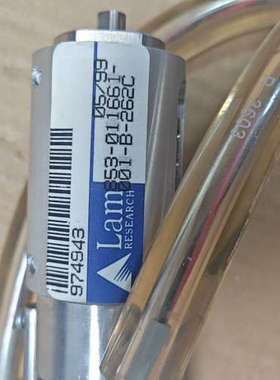 05/99
853-011661-
001-B-262C
Lam
RESEARCH
974943